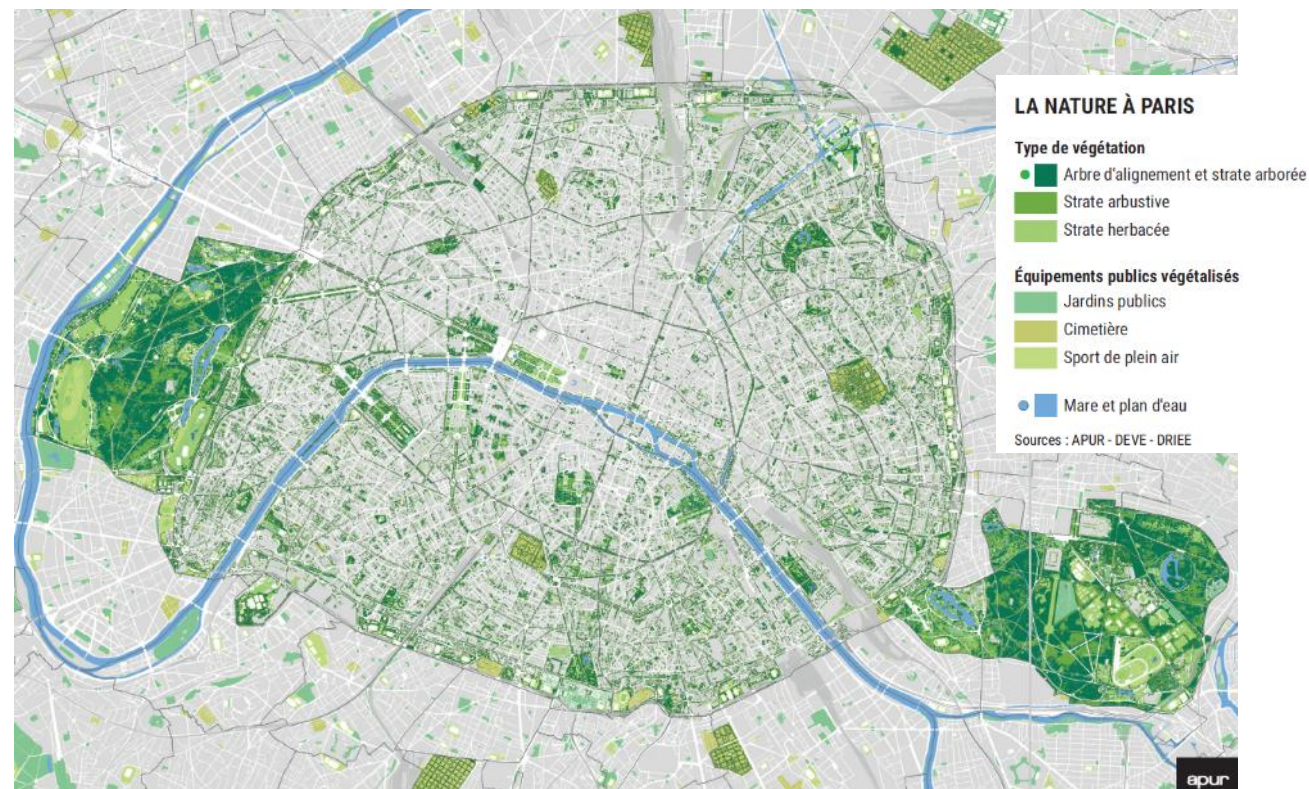 LA NATURE À PARIS
Type de végétation
Arbre d'alignement et strate arborée
Strate arbustive
Strate herbacée
Équipements publics végétalisés
Jardins publics
Cimetière
Sport de plein air
Mare et plan d'eau
Sources : APUR - DEVE - DRIEE
apur